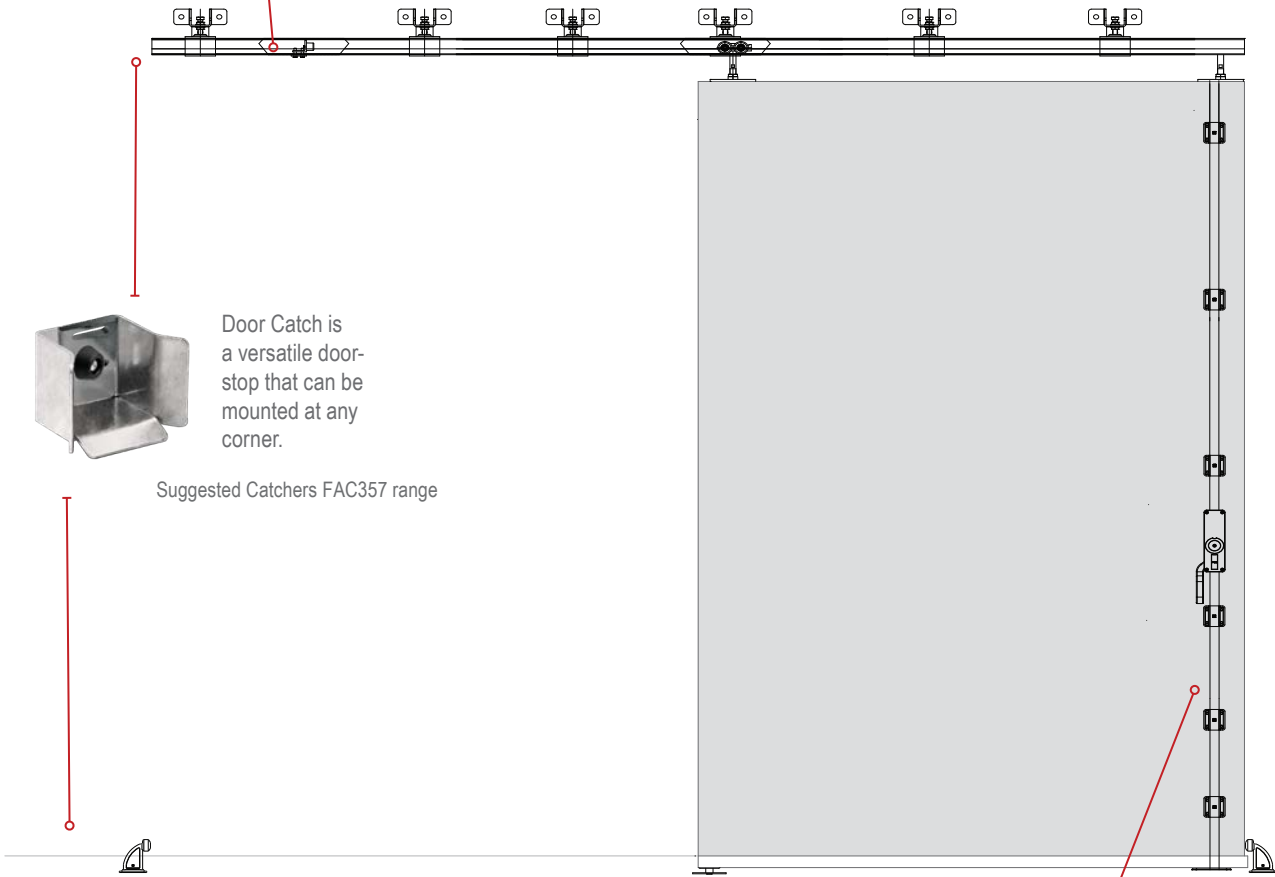 Door Catch is
a versatile door-
stop that can be
mounted at any
corner.
Suggested Catchers FAC357 range